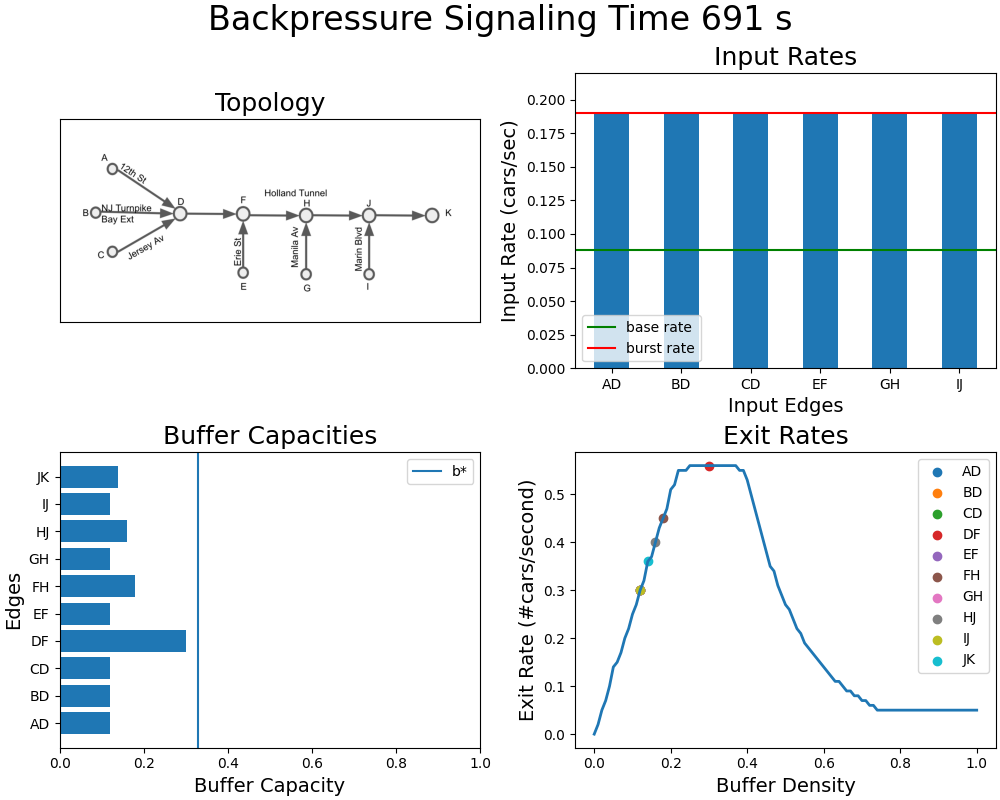 Backpressure Signaling Time 691 s
Topology
A
12th St
B
NJ Turnpike
Bay Ext
C
Jersey Av
D
F
Holland Tunnel
H
J
K
Erie St
Manila Av
Marin Blvd
E
G
I
Input Rates
Input Rate (cars/sec)
0.200
0.175
0.150
0.125
0.100
0.075
0.050
0.025
0.000
base rate
burst rate
AD BD CD EF GH IJ
Input Edges
Buffer Capacities
Edges
JK
IJ
HJ
GH
FH
EF
DF
CD
BD
AD
b*
0.0 0.2 0.4 0.6 0.8 1.0
Buffer Capacity
Exit Rates
Exit Rate (#cars/second)
0.5
0.4
0.3
0.2
0.1
0.0
AD
BD
CD
DF
EF
FH
GH
HJ
IJ
JK
0.0 0.2 0.4 0.6 0.8 1.0
Buffer Density